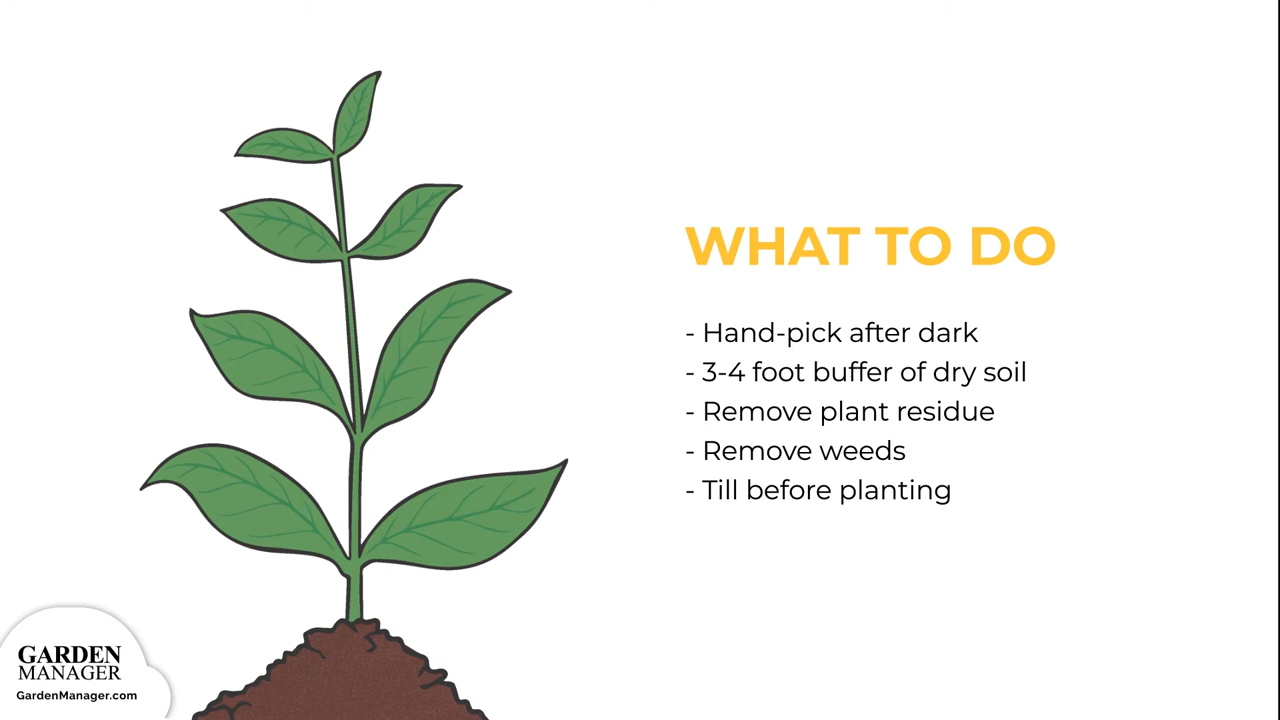 WHAT TO DO
- Hand-pick after dark
- 3-4 foot buffer of dry soil
- Remove plant residue
- Remove weeds
- Till before planting
GARDEN
MANAGER
GardenManager.com